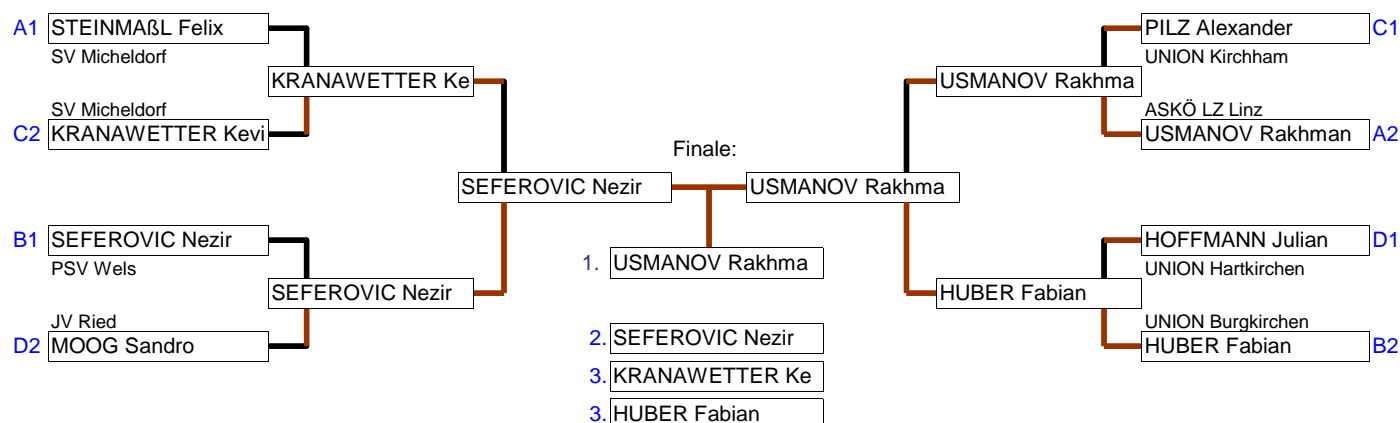 A1 STEINMAßL Felix
SV Micheldorf
KRANAWETTER Ke
SV Micheldorf
C2 KRANAWETTER Kevi
SEFEROVIC Nezir
B1 SEFEROVIC Nezir
PSV Wels
SEFEROVIC Nezir
JV Ried
D2 MOOG Sandro
Finale:
1. USMANOV Rakhma
2. SEFEROVIC Nezir
3. KRANAWETTER Ke
3. HUBER Fabian
PILZ Alexander C1
UNION Kirchham
USMANOV Rakhma
ASKÖ LZ Linz
USMANOV Rakhman A2
USMANOV Rakhma
HOFFMANN Julian D1
UNION Hartkirchen
HUBER Fabian
UNION Burgkirchen
HUBER Fabian B2